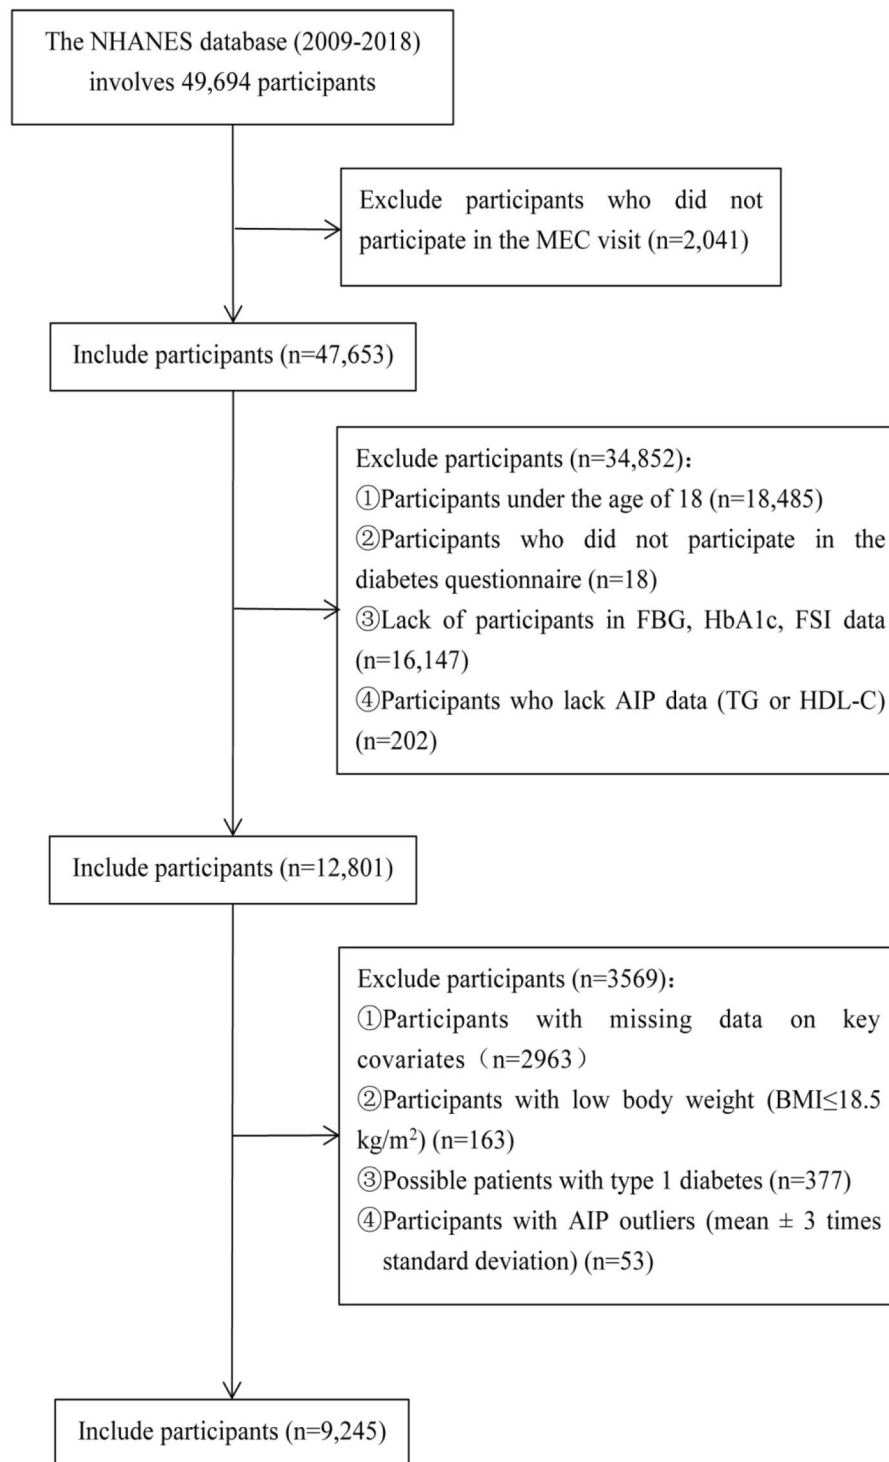 The NHANES database (2009-2018)
involves 49,694 participants
Exclude participants who did not
participate in the MEC visit (n=2,041)
Include participants (n=47,653)
Exclude participants (n=34,852):
①Participants under the age of 18 (n=18,485)
②Participants who did not participate in the
diabetes questionnaire (n=18)
③Lack of participants in FBG, HbA1c, FSI data
(n=16,147)
④Participants who lack AIP data (TG or HDL-C)
(n=202)
Include participants (n=12,801)
Exclude participants (n=3569):
①Participants with missing data on key
covariates（n=2963）
②Participants with low body weight (BMI≤18.5
kg/m²) (n=163)
③Possible patients with type 1 diabetes (n=377)
④Participants with AIP outliers (mean ± 3 times
standard deviation) (n=53)
Include participants (n=9,245)